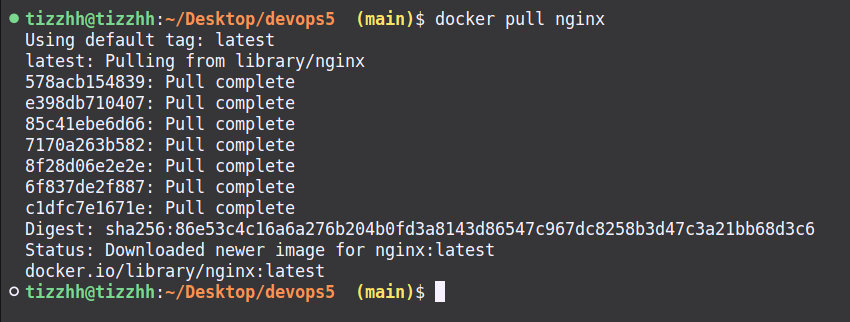 tizzhh@tizzhh:~/Desktop/devops5 (main)$ docker pull nginx
Using default tag: latest
latest: Pulling from library/nginx
578acb154839: Pull complete
e398db710407: Pull complete
85c41ebe6d66: Pull complete
7170a263b582: Pull complete
8f28d06e2e2e: Pull complete
6f837de2f887: Pull complete
c1dfc7e1671e: Pull complete
Digest: sha256:86e53c4c16a6a276b204b0fd3a8143d86547c967dc8258b3d47c3a21bb68d3c6
Status: Downloaded newer image for nginx:latest
docker.io/library/nginx:latest
tizzhh@tizzhh:~/Desktop/devops5 (main)$